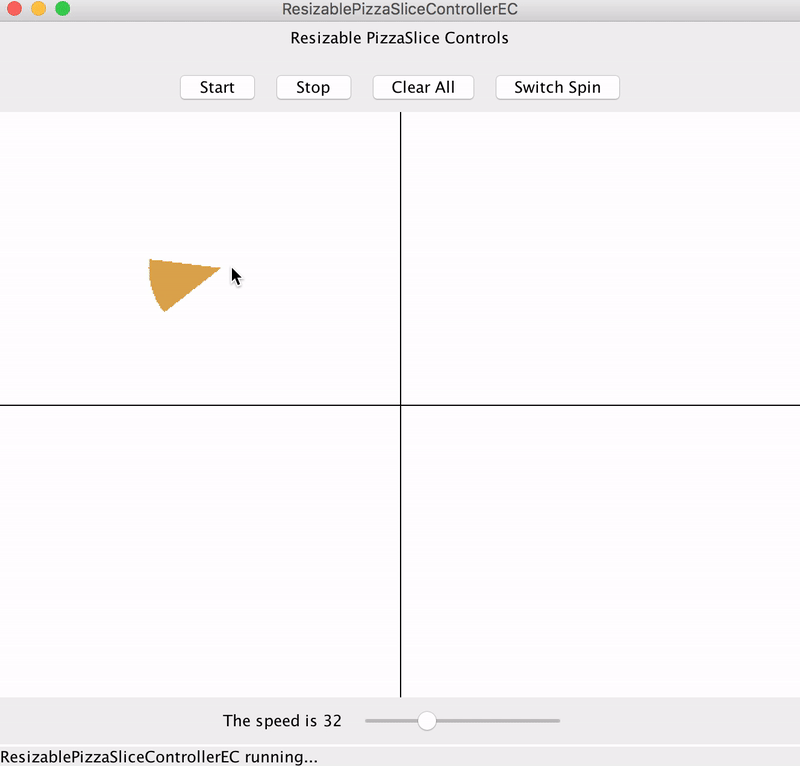 ResizablePizzaSliceControllerEC
Resizable PizzaSlice Controls
Start Stop Clear All Switch Spin
The speed is 32
ResizablePizzaSliceControllerEC running...